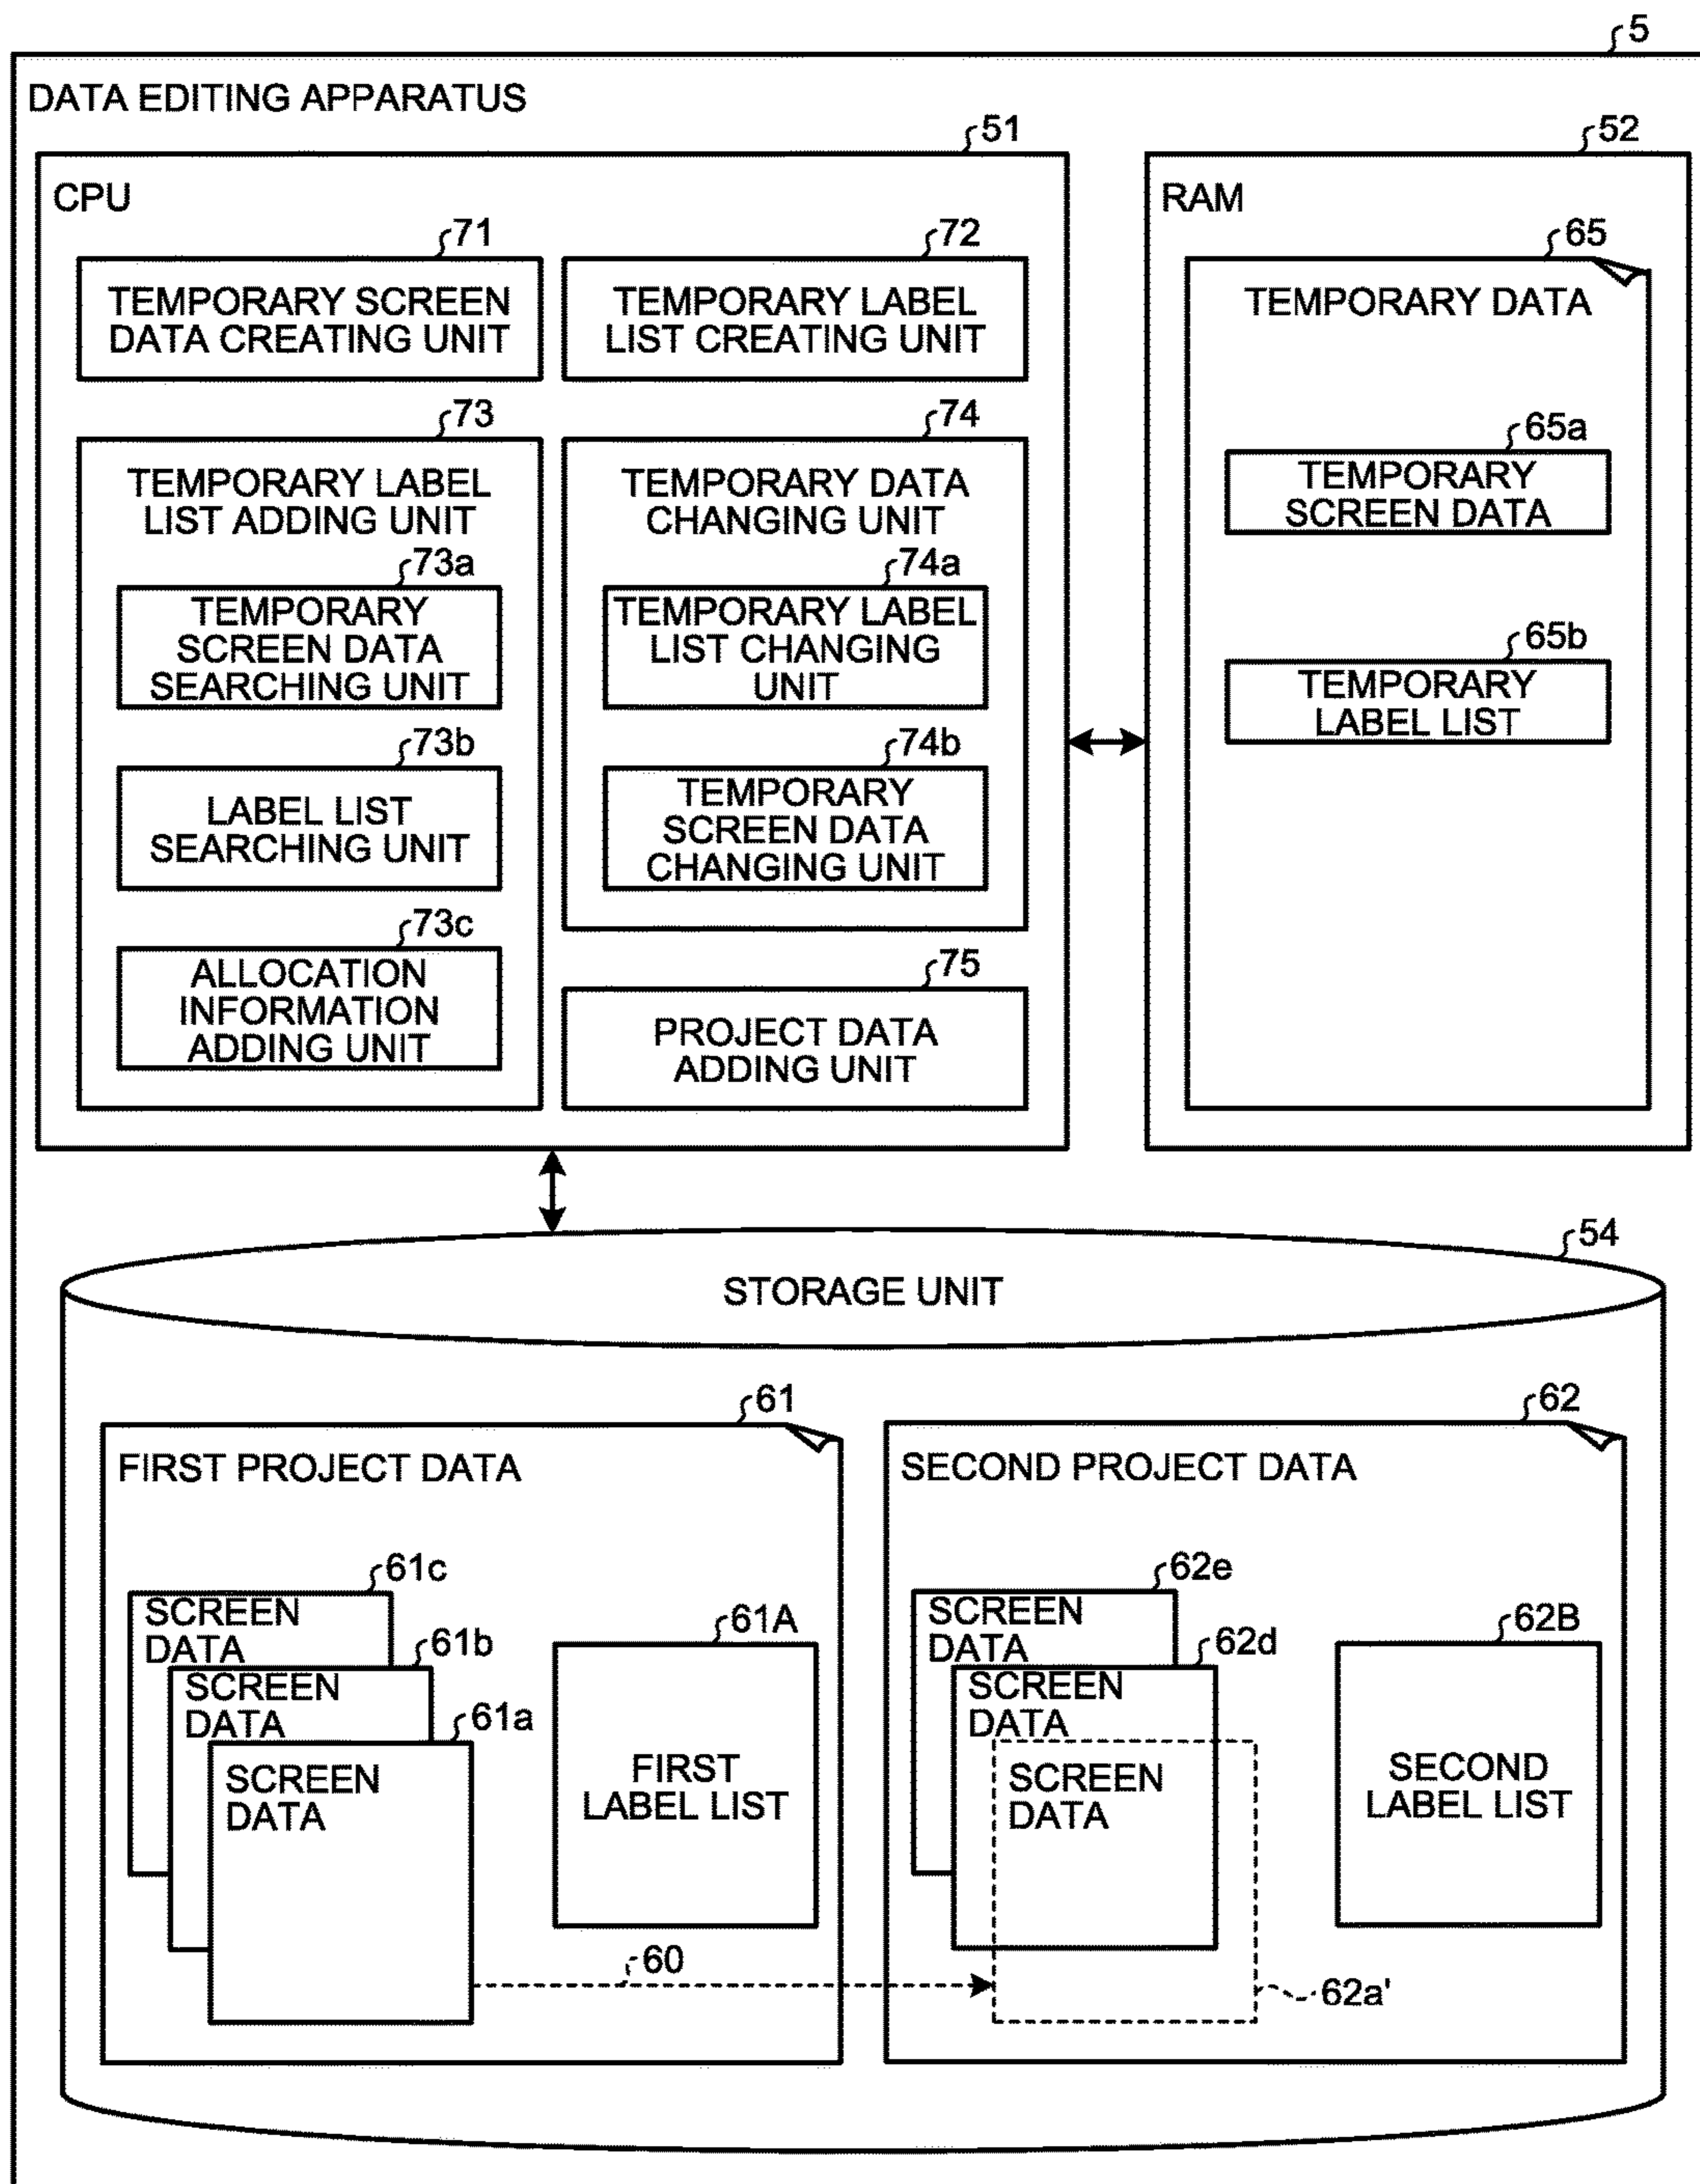 5
DATA EDITING APPARATUS
51
CPU
71
TEMPORARY SCREEN
DATA CREATING UNIT
72
TEMPORARY LABEL
LIST CREATING UNIT
73
TEMPORARY LABEL
LIST ADDING UNIT
73a
TEMPORARY
SCREEN DATA
SEARCHING UNIT
73b
LABEL LIST
SEARCHING UNIT
73c
ALLOCATION
INFORMATION
ADDING UNIT
74
TEMPORARY DATA
CHANGING UNIT
74a
TEMPORARY LABEL
LIST CHANGING
UNIT
74b
TEMPORARY
SCREEN DATA
CHANGING UNIT
75
PROJECT DATA
ADDING UNIT
52
RAM
65
TEMPORARY DATA
65a
TEMPORARY
SCREEN DATA
65b
TEMPORARY
LABEL LIST
54
STORAGE UNIT
61
FIRST PROJECT DATA
61c
SCREEN
DATA
61b
SCREEN
DATA
61a
SCREEN
DATA
61A
FIRST
LABEL LIST
60
62
SECOND PROJECT DATA
62e
SCREEN
DATA
62d
SCREEN
DATA
SCREEN
DATA
62a'
62B
SECOND
LABEL LIST